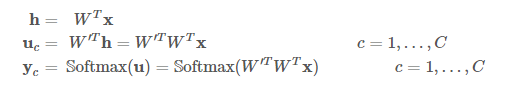 h = W^T x
u_c = W'^T h = W'^T W^T x c = 1, . . . , C
y_c = Softmax(u) = Softmax(W'^T W^T x) c = 1, . . . , C